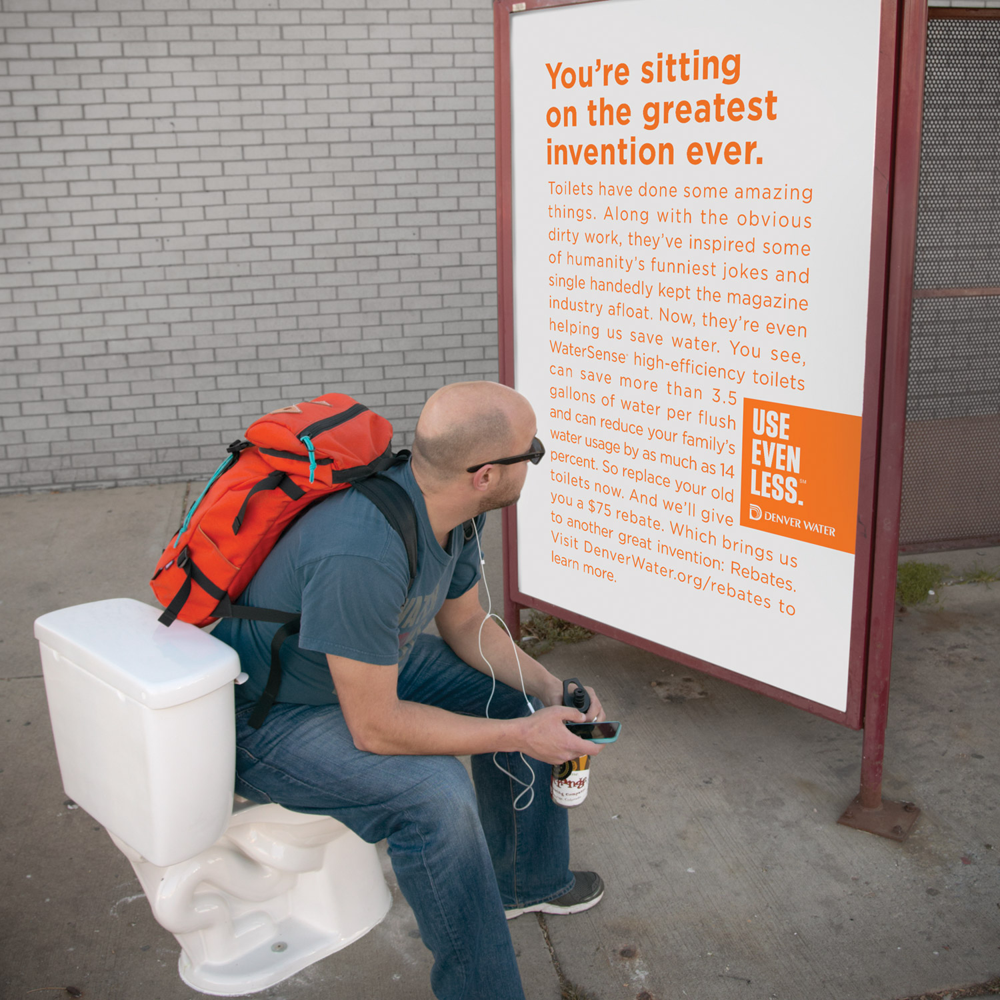 You're sitting
on the greatest
invention ever.
Toilets have done some amazing
things. Along with the obvious
dirty work, they've inspired some
of humanity's funniest jokes and
single handedly kept the magazine
industry afloat. Now, they're even
helping us save water. You see,
WaterSense® high-efficiency toilets
can save more than 3.5
gallons of water per flush
and can reduce your family's
water usage by as much as 14
percent. So replace your old
toilets now. And we'll give
you a $75 rebate. Which brings us
to another great invention: Rebates.
Visit DenverWater.org/rebates to
learn more.
USE
EVEN
LESS.℠
DENVER WATER